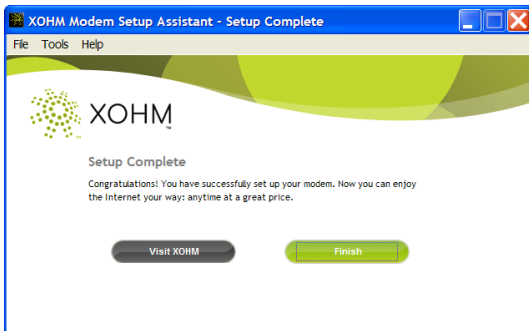 XOHM Modem Setup Assistant - Setup Complete
File Tools Help
XOHM™
Setup Complete
Congratulations! You have successfully set up your modem. Now you can enjoy
the Internet your way: anytime at a great price.
Visit XOHM Finish